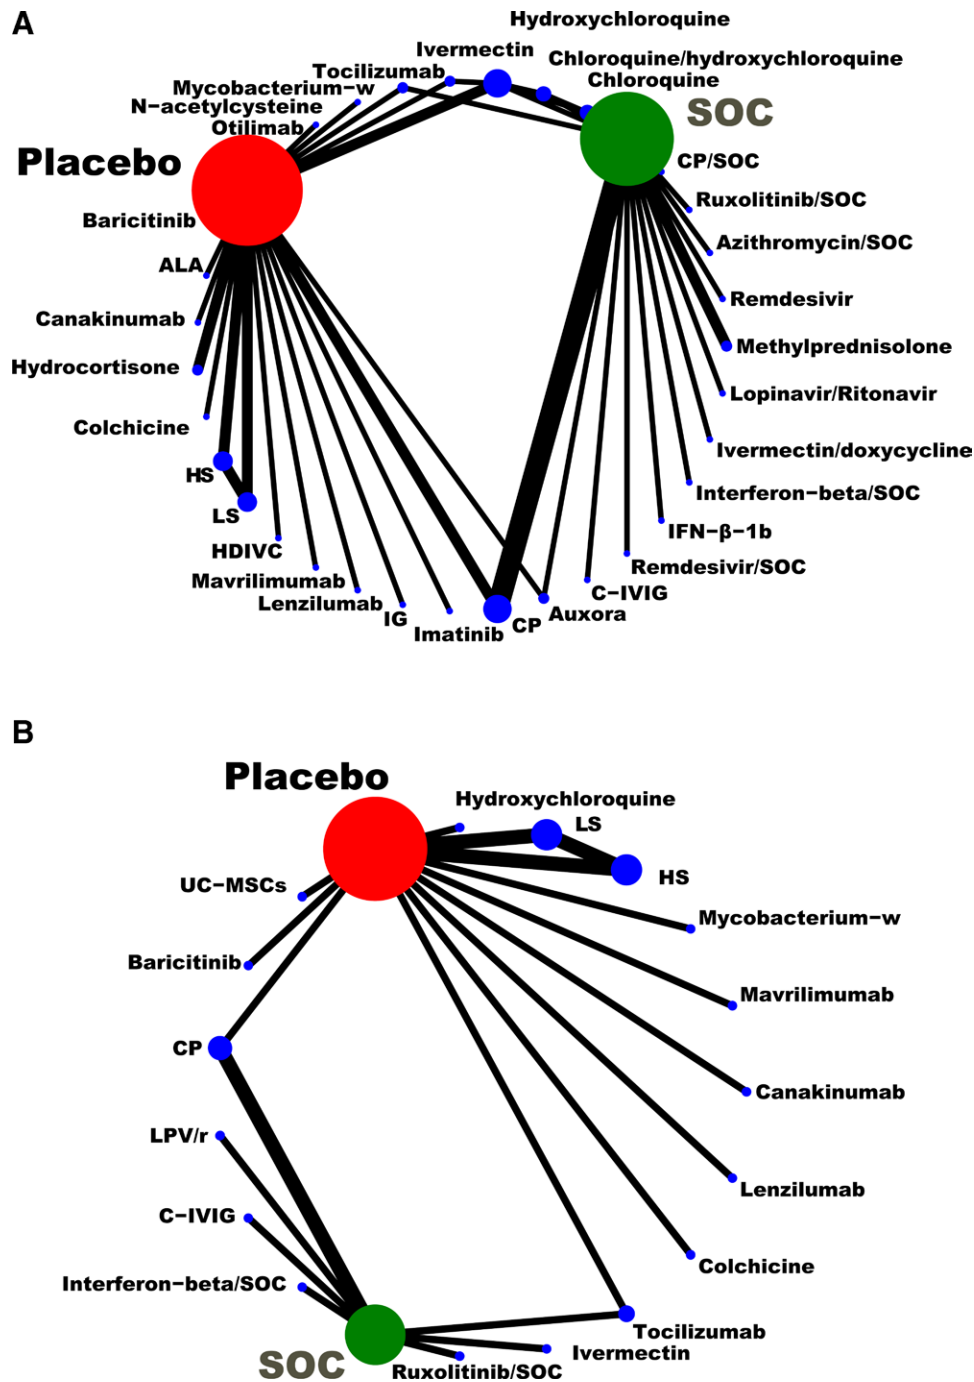 A
Hydroxychloroquine
Ivermectin
Chloroquine/hydroxychloroquine
Tocilizumab
Chloroquine
Mycobacterium−w
N−acetylcysteine
SOC
Otilimab
Placebo
CP/SOC
Ruxolitinib/SOC
Baricitinib
Azithromycin/SOC
ALA
Remdesivir
Canakinumab
Methylprednisolone
Hydrocortisone
Lopinavir/Ritonavir
Colchicine
Ivermectin/doxycycline
HS
Interferon−beta/SOC
LS
IFN−β−1b
HDIVC
Remdesivir/SOC
Mavrilimumab
C−IVIG
Lenzilumab
Auxora
IG
CP
Imatinib
B
Placebo
Hydroxychloroquine
LS
HS
UC−MSCs
Mycobacterium−w
Baricitinib
Mavrilimumab
CP
Canakinumab
LPV/r
Lenzilumab
C−IVIG
Colchicine
Interferon−beta/SOC
Tocilizumab
Ivermectin
SOC
Ruxolitinib/SOC